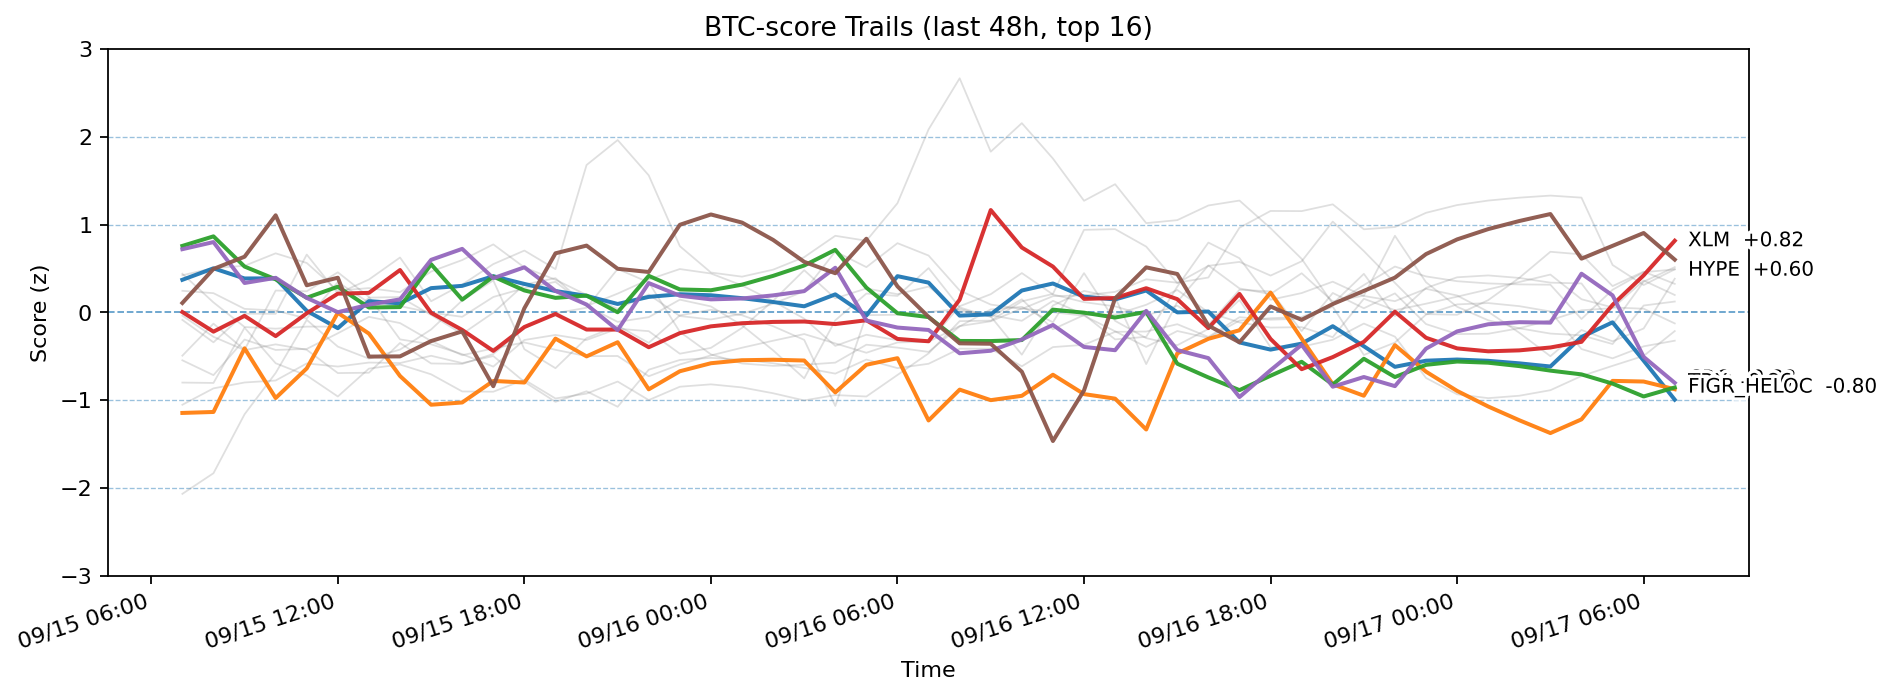 BTC-score Trails (last 48h, top 16)
Score (z)
3
2
1
0
−1
−2
−3
XLM +0.82
HYPE +0.60
FIGR_HELOC -0.80
09/15 06:00
09/15 12:00
09/15 18:00
09/16 00:00
09/16 06:00
09/16 12:00
09/16 18:00
09/17 00:00
09/17 06:00
Time